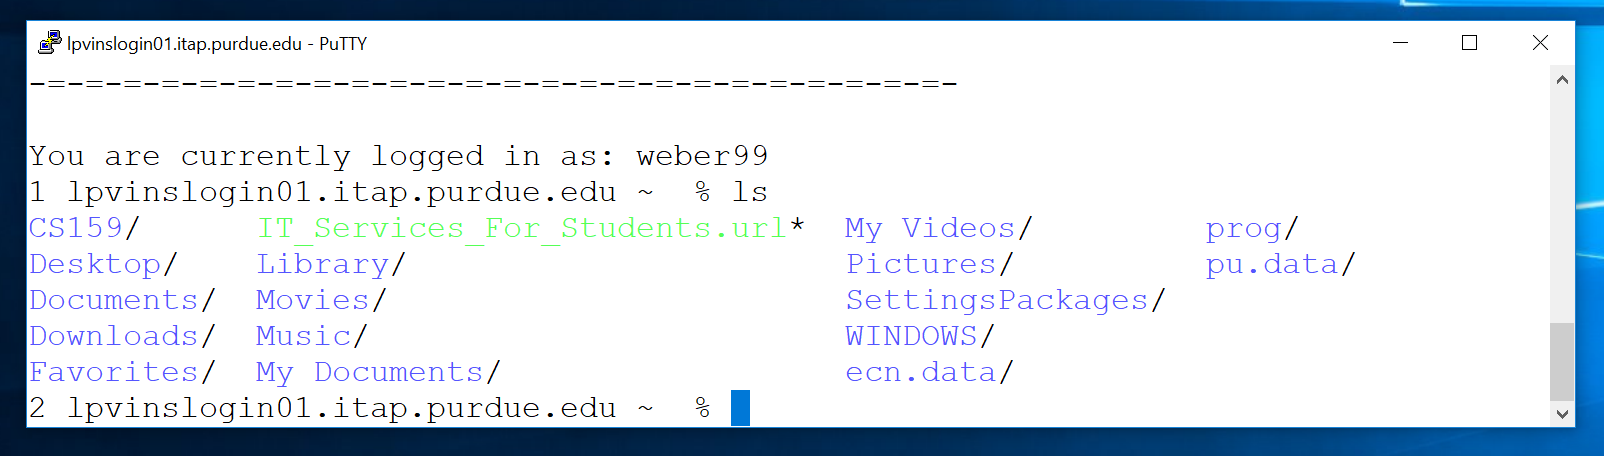 lpvinslogin01.itap.purdue.edu - PuTTY
-=-=-=-=-=-=-=-=-=-=-=-=-=-=-=-=-=-=-=-=-=-=-=-=-
You are currently logged in as: weber99
1 lpvinslogin01.itap.purdue.edu ~  % ls
CS159/      IT_Services_For_Students.url*  My Videos/         prog/
Desktop/    Library/                       Pictures/          pu.data/
Documents/  Movies/                        SettingsPackages/
Downloads/  Music/                         WINDOWS/
Favorites/  My Documents/                  ecn.data/
2 lpvinslogin01.itap.purdue.edu ~  %